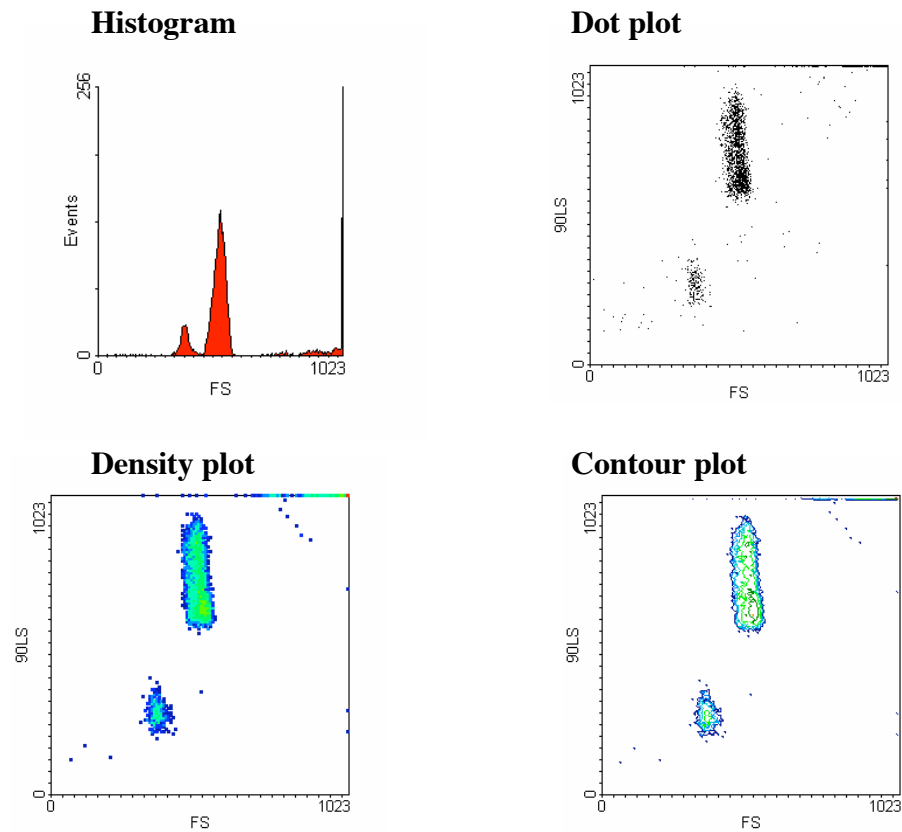 Histogram
256
Events
0
0
1023
FS
Dot plot
1023
90LS
0
0
1023
FS
Density plot
1023
90LS
0
0
1023
FS
Contour plot
1023
90LS
0
0
1023
FS